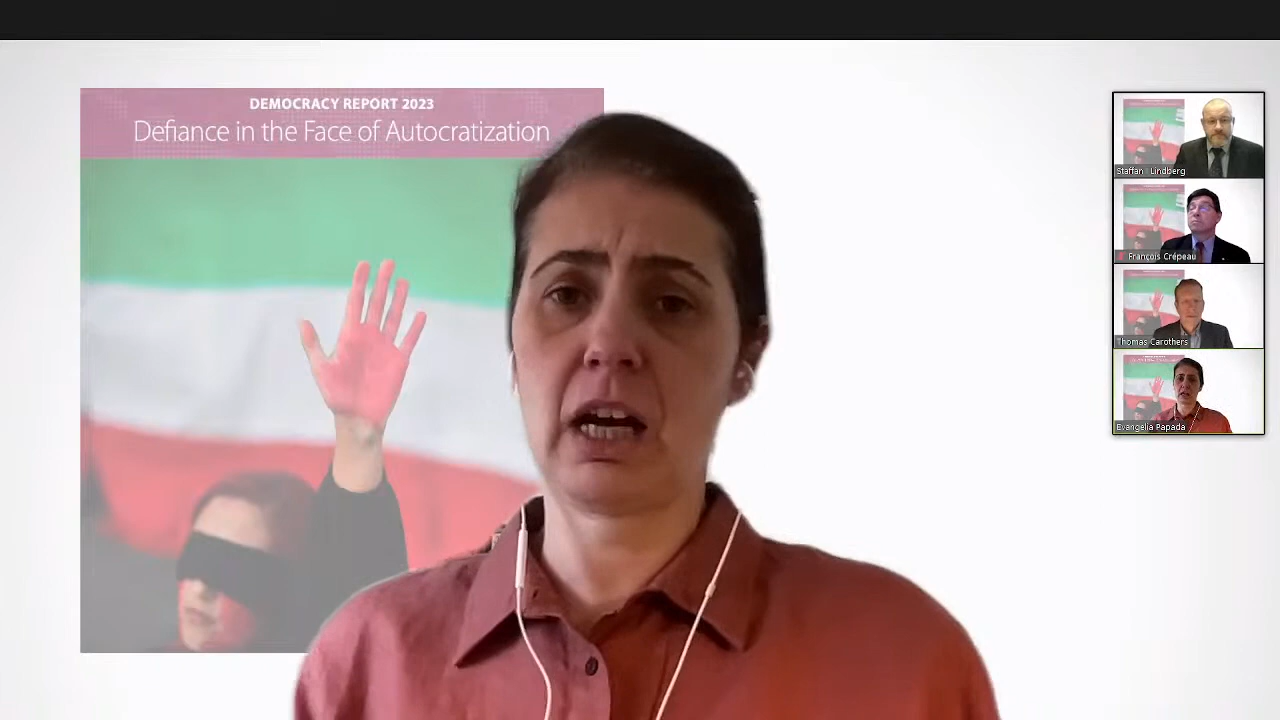 DEMOCRACY REPORT 2023
Defiance in the Face of Autocratization
Staffan Lindberg
François Crépeau
Thomas Carothers
Evangelia Papada